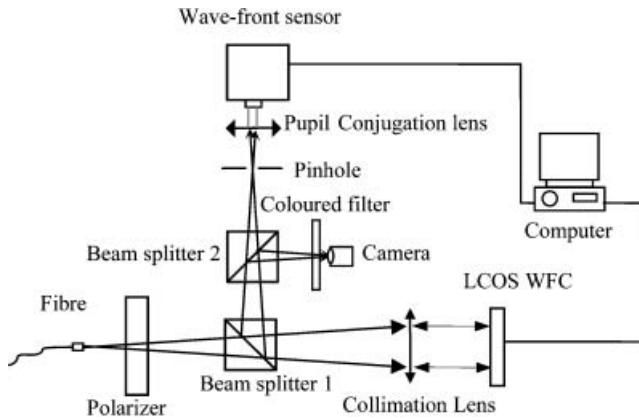 Wave-front sensor
Pupil Conjugation lens
Pinhole
Coloured filter
Computer
Beam splitter 2
Camera
LCOS WFC
Fibre
Beam splitter 1
Polarizer
Collimation Lens